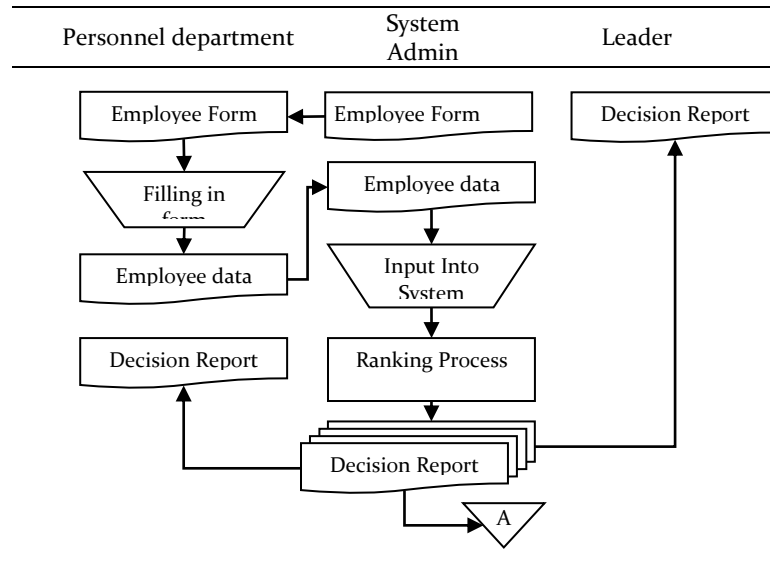 Personnel department
System
Admin
Leader
Employee Form
Employee Form
Decision Report
Filling in
form
Employee data
Employee data
Input Into
System
Decision Report
Ranking Process
Decision Report
A